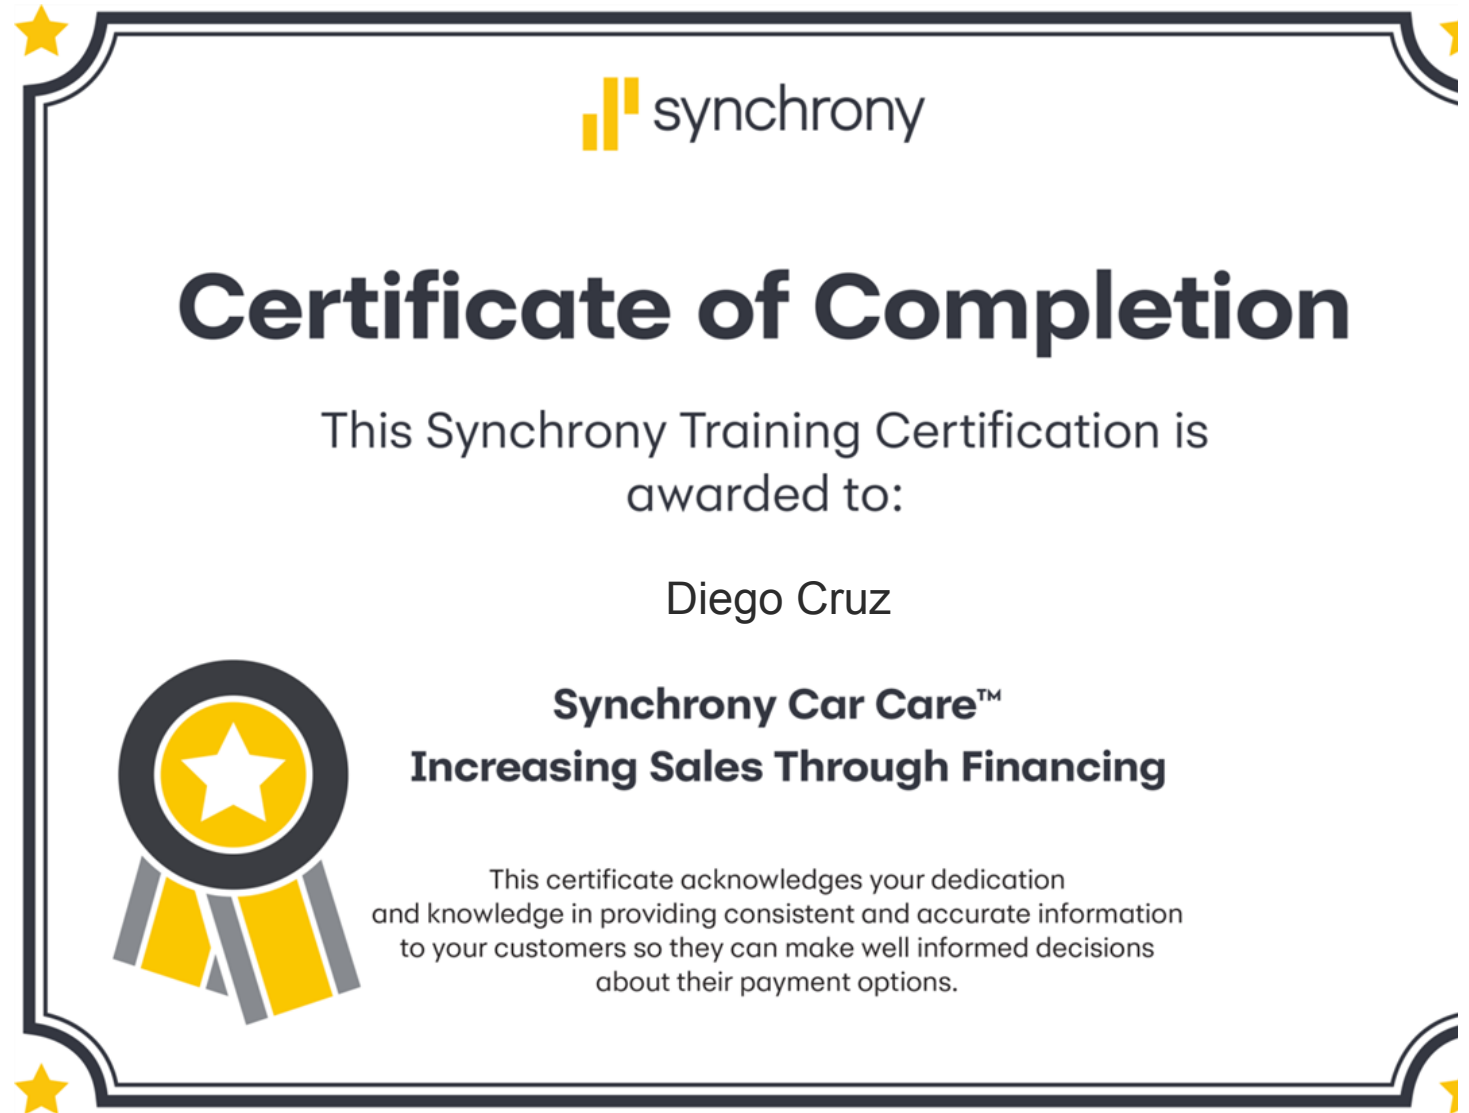 synchrony
Certificate of Completion
This Synchrony Training Certification is
awarded to:
Diego Cruz
Synchrony Car Care™
Increasing Sales Through Financing
This certificate acknowledges your dedication
and knowledge in providing consistent and accurate information
to your customers so they can make well informed decisions
about their payment options.